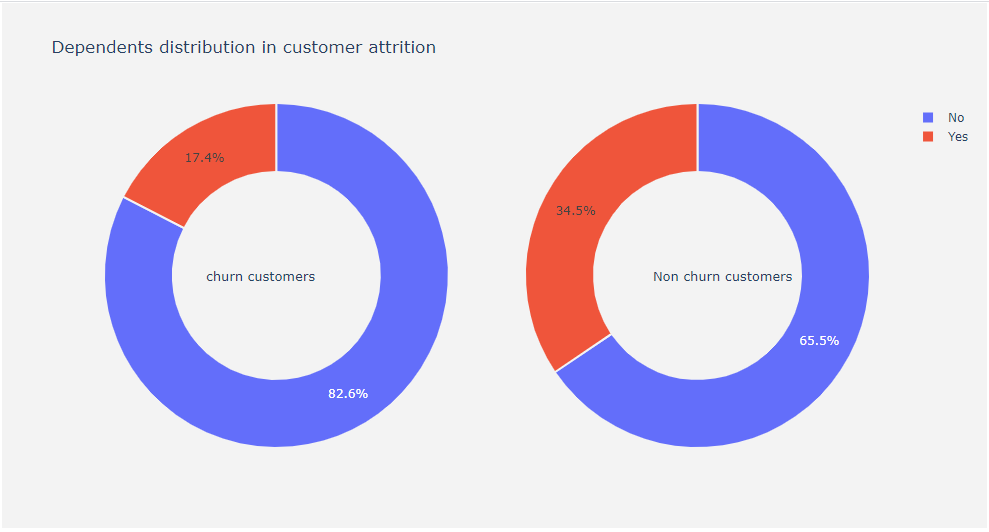 Dependents distribution in customer attrition
No
Yes
17.4%
34.5%
churn customers
Non churn customers
65.5%
82.6%